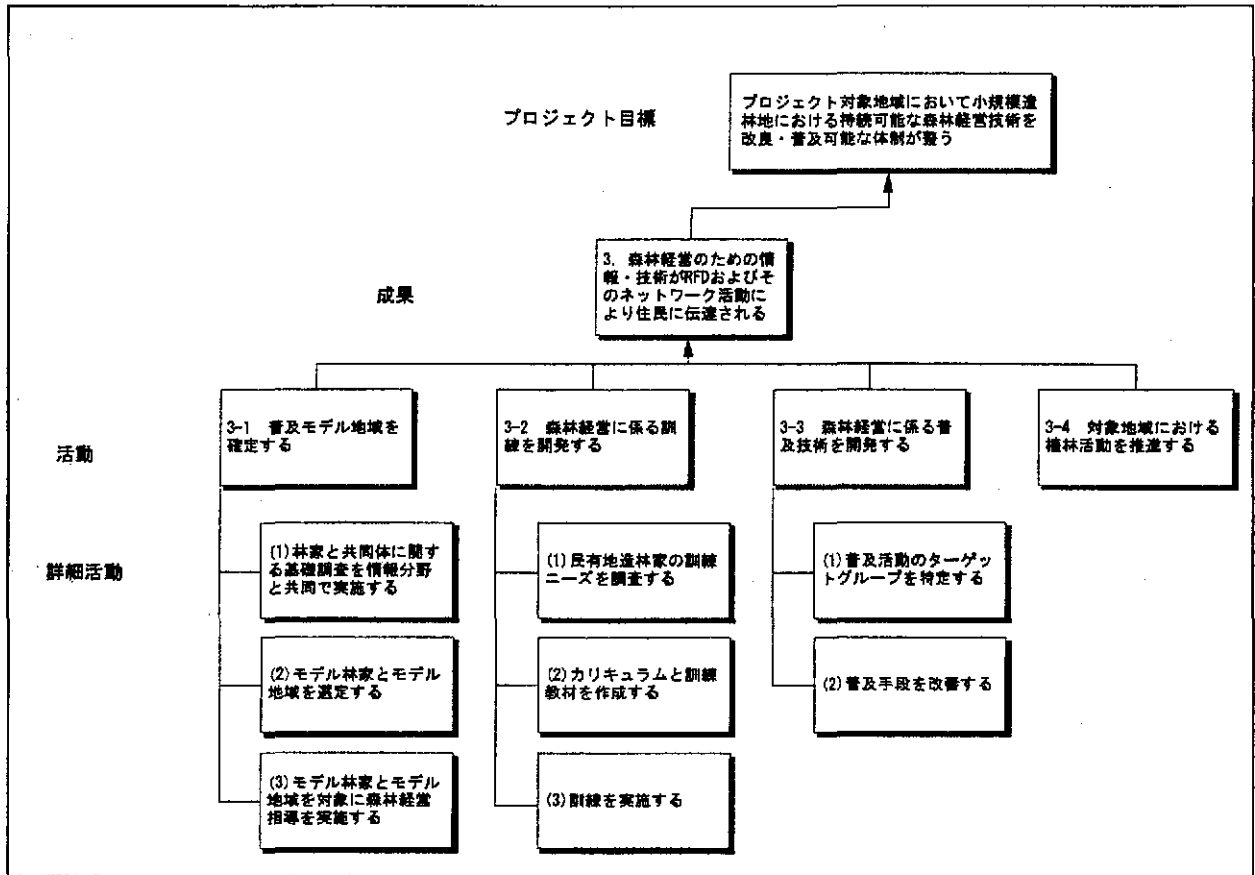 プロジェクト目標
プロジェクト対象地域において小規模造
林地における持続可能な森林経営技術を
改良・普及可能な体制が整う
成果
3. 森林経営のための情
報・技術がRFDおよびそ
のネットワーク活動に
より住民に伝達される
活動
3-1 普及モデル地域を
確定する
3-2 森林経営に係る訓
練を開発する
3-3 森林経営に係る普
及技術を開発する
3-4 対象地域における
植林活動を推進する
詳細活動
(1)林家と共同体に関す
る基礎調査を情報分野
と共同で実施する
(1)民有地造林家の訓練
ニーズを調査する
(1)普及活動のターゲッ
トグループを特定する
(2)モデル林家とモデル
地域を選定する
(2)カリキュラムと訓練
教材を作成する
(2)普及手段を改善する
(3)モデル林家とモデル
地域を対象に森林経営
指導を実施する
(3)訓練を実施する